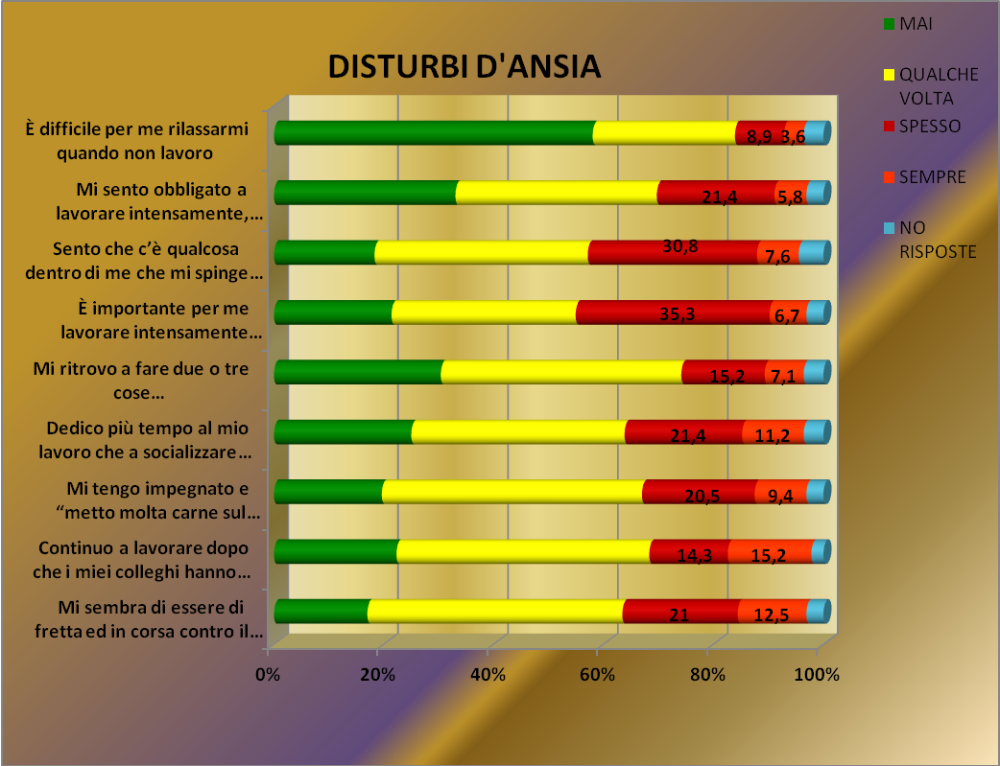 DISTURBI D'ANSIA
MAI
QUALCHE
VOLTA
SPESSO
SEMPRE
NO
RISPOSTE
È difficile per me rilassarmi
quando non lavoro
8,9 3,6
Mi sento obbligato a
lavorare intensamente,...
21,4 5,8
Sento che c’è qualcosa
dentro di me che mi spinge...
30,8 7,6
È importante per me
lavorare intensamente...
35,3 6,7
Mi ritrovo a fare due o tre
cose...
15,2 7,1
Dedico più tempo al mio
lavoro che a socializzare...
21,4 11,2
Mi tengo impegnato e
“metto molta carne sul...
20,5 9,4
Continuo a lavorare dopo
che i miei colleghi hanno...
14,3 15,2
Mi sembra di essere di
fretta ed in corsa contro il...
21 12,5
0% 20% 40% 60% 80% 100%